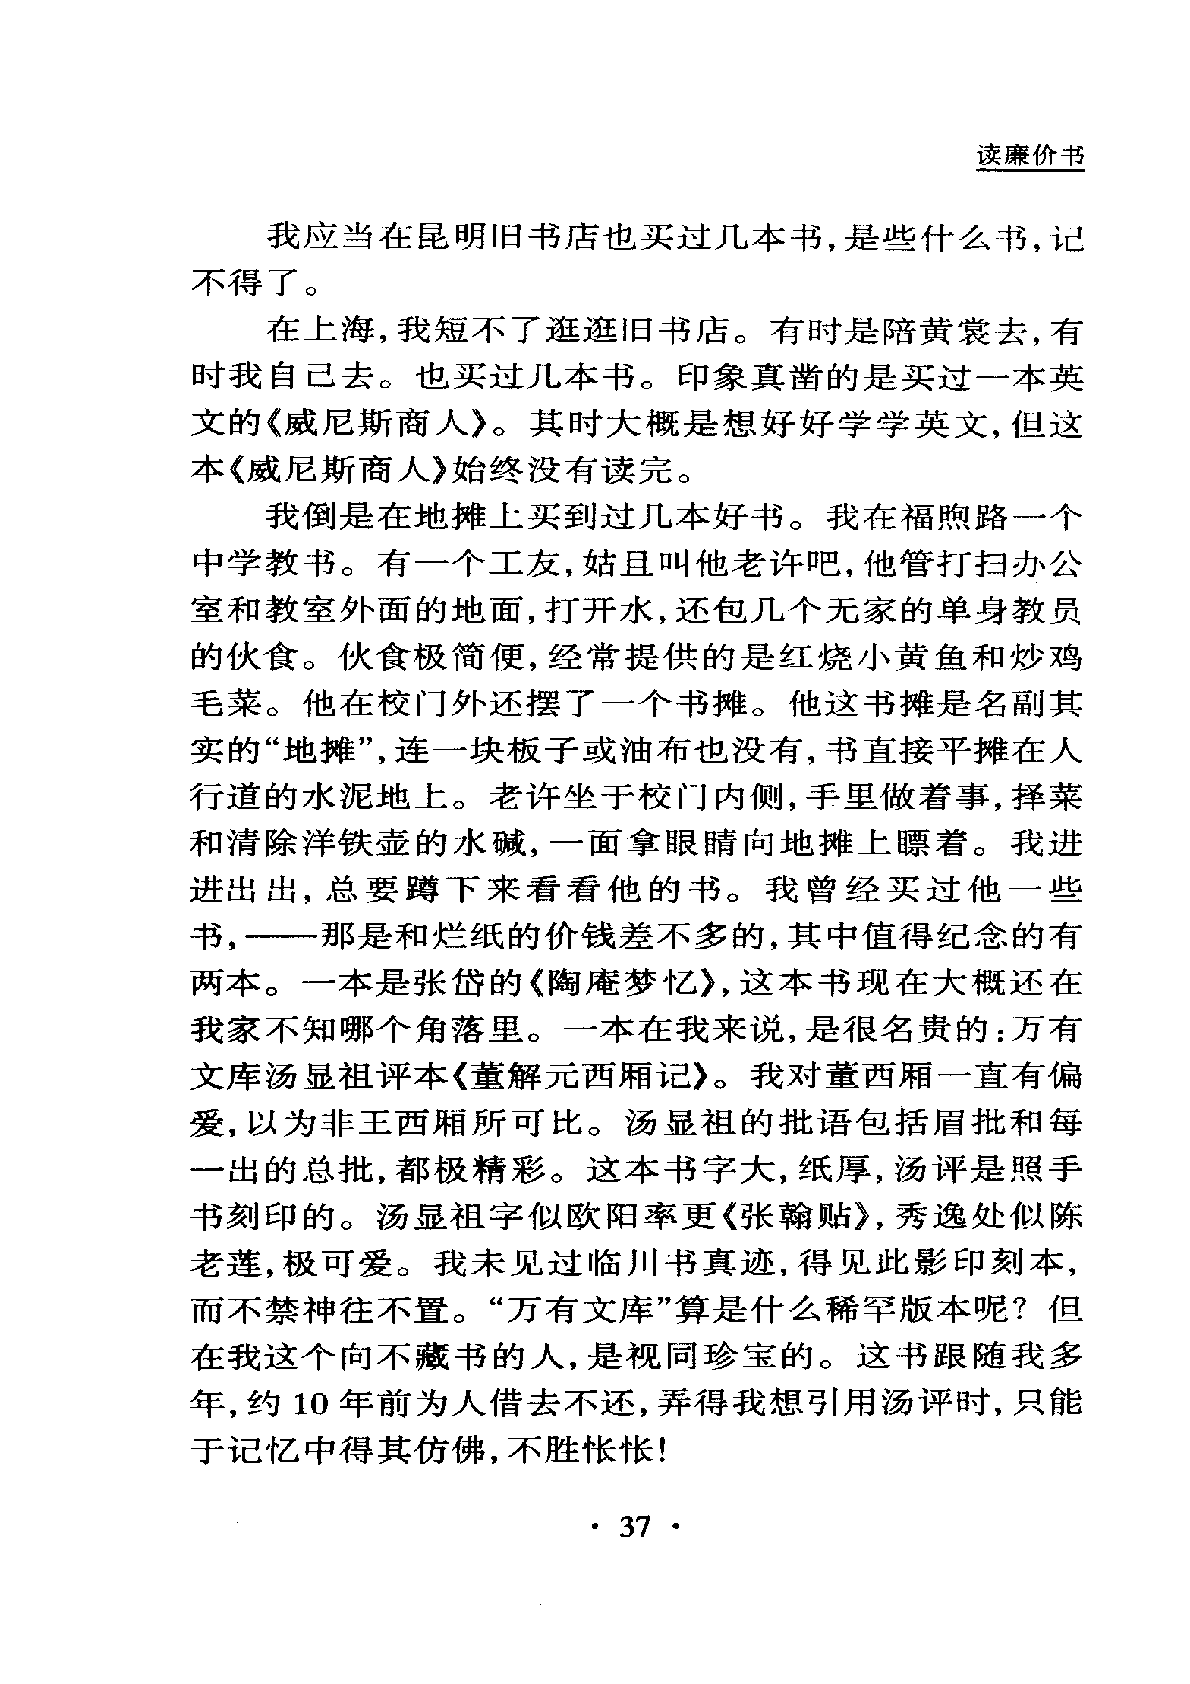 读廉价书
我应当在昆明旧书店也买过几本书,是些什么书,记
不得了。
在上海,我短不了逛逛旧书店。有时是陪黄裳去,有
时我自己去。也买过几本书。印象真凿的是买过一本英
文的《威尼斯商人》。其时大概是想好好学学英文,但这
本《威尼斯商人》始终没有读完。
我倒是在地摊上买到过几本好书。我在福煦路一个
中学教书。有一个工友,姑且叫他老许吧,他管打扫办公
室和教室外面的地面,打开水,还包几个无家的单身教员
的伙食。伙食极简便,经常提供的是红烧小黄鱼和炒鸡
毛菜。他在校门外还摆了一个书摊。他这书摊是名副其
实的“地摊”,连一块板子或油布也没有,书直接平摊在人
行道的水泥地上。老许坐于校门内侧,手里做着事,择菜
和清除洋铁壶的水碱,一面拿眼睛向地摊上瞟着。我进
进出出,总要蹲下来看看他的书。我曾经买过他一些
书,——那是和烂纸的价钱差不多的,其中值得纪念的有
两本。一本是张岱的《陶庵梦忆》,这本书现在大概还在
我家不知哪个角落里。一本在我来说,是很名贵的:万有
文库汤显祖评本《董解元西厢记》。我对董西厢一直有偏
爱,以为非王西厢所可比。汤显祖的批语包括眉批和每
一出的总批,都极精彩。这本书字大,纸厚,汤评是照手
书刻印的。汤显祖字似欧阳率更《张翰贴》,秀逸处似陈
老莲,极可爱。我未见过临川书真迹,得见此影印刻本,
而不禁神往不置。“万有文库”算是什么稀罕版本呢?但
在我这个向不藏书的人,是视同珍宝的。这书跟随我多
年,约10年前为人借去不还,弄得我想引用汤评时,只能
于记忆中得其仿佛,不胜怅怅!
· 37 ·